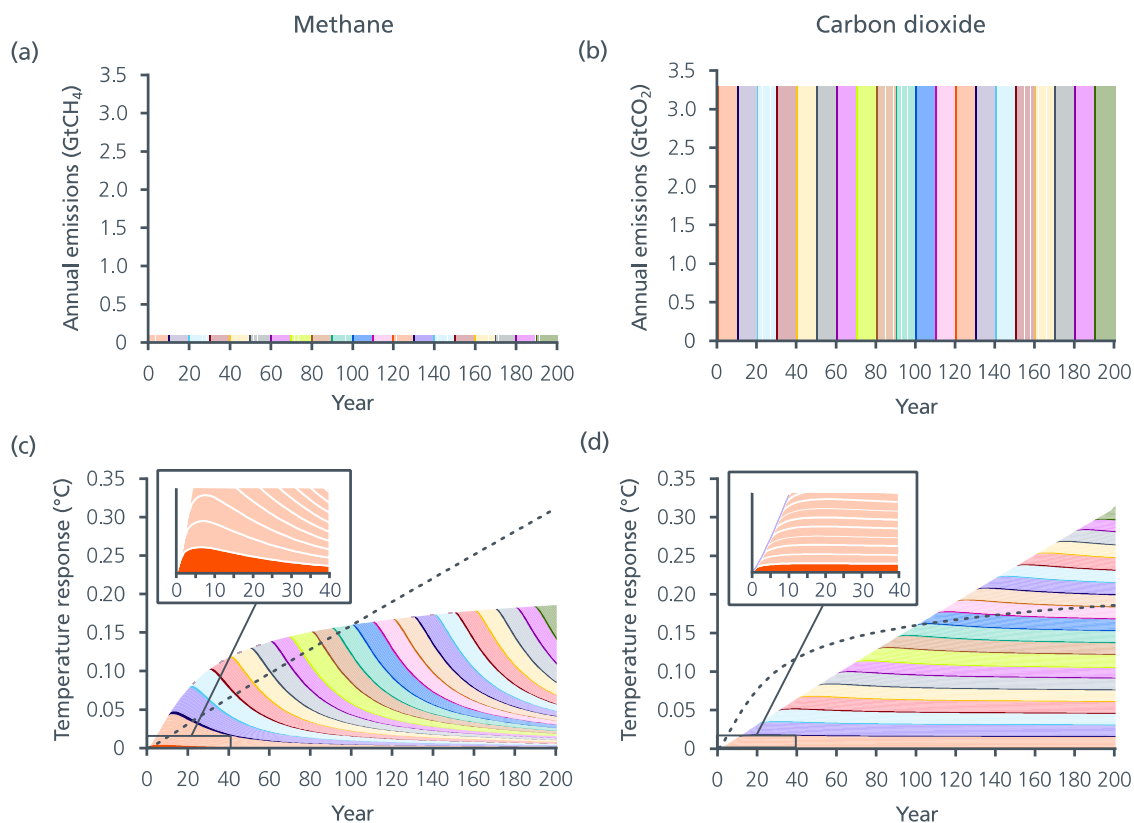 Methane
Carbon dioxide
(a)
(b)
Annual emissions (GtCH₄)
3.5
3.0
2.5
2.0
1.5
1.0
0.5
0
0 20 40 60 80 100 120 140 160 180 200
Year
Annual emissions (GtCO₂)
3.5
3.0
2.5
2.0
1.5
1.0
0.5
0
0 20 40 60 80 100 120 140 160 180 200
Year
(c)
(d)
Temperature response (°C)
0.35
0.30
0.25
0.20
0.15
0.10
0.05
0
0 5 10 20 30 40
0 20 40 60 80 100 120 140 160 180 200
Year
Temperature response (°C)
0.35
0.30
0.25
0.20
0.15
0.10
0.05
0
0 10 20 30 40
0 20 40 60 80 100 120 140 160 180 200
Year